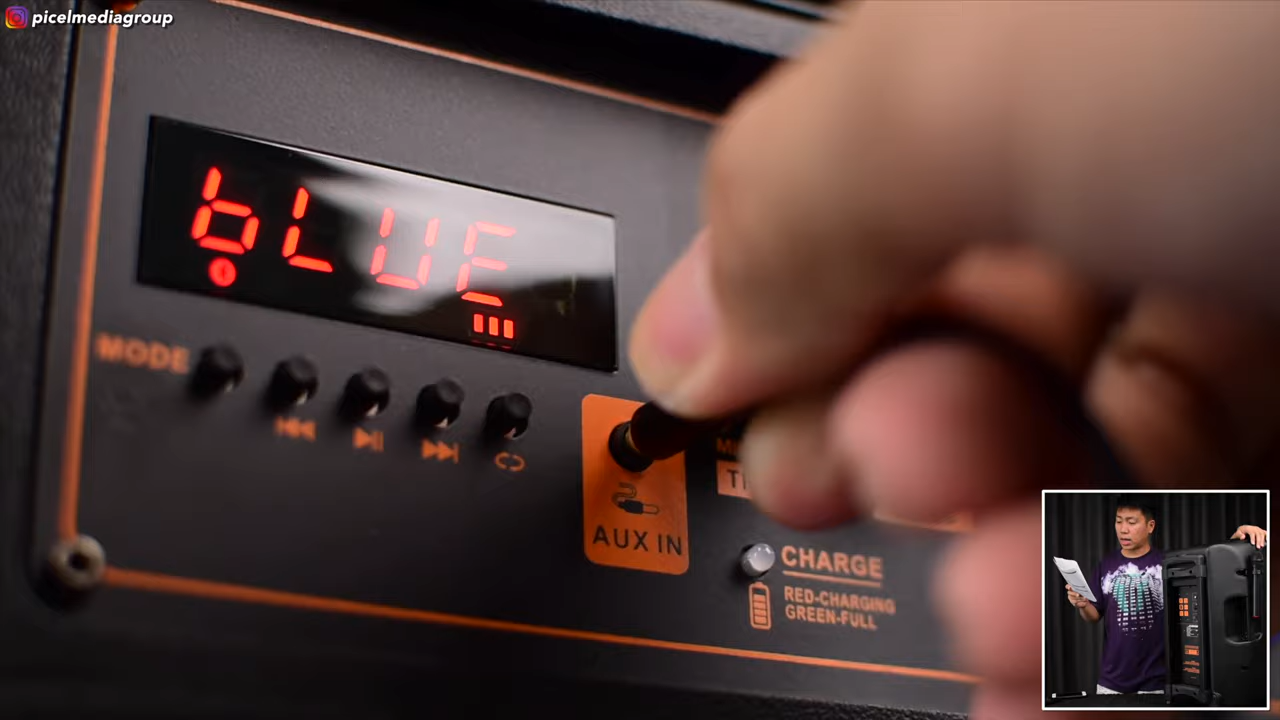 picelmediagroup
bLUE
MODE
AUX IN
CHARGE
RED-CHARGING
GREEN-FULL